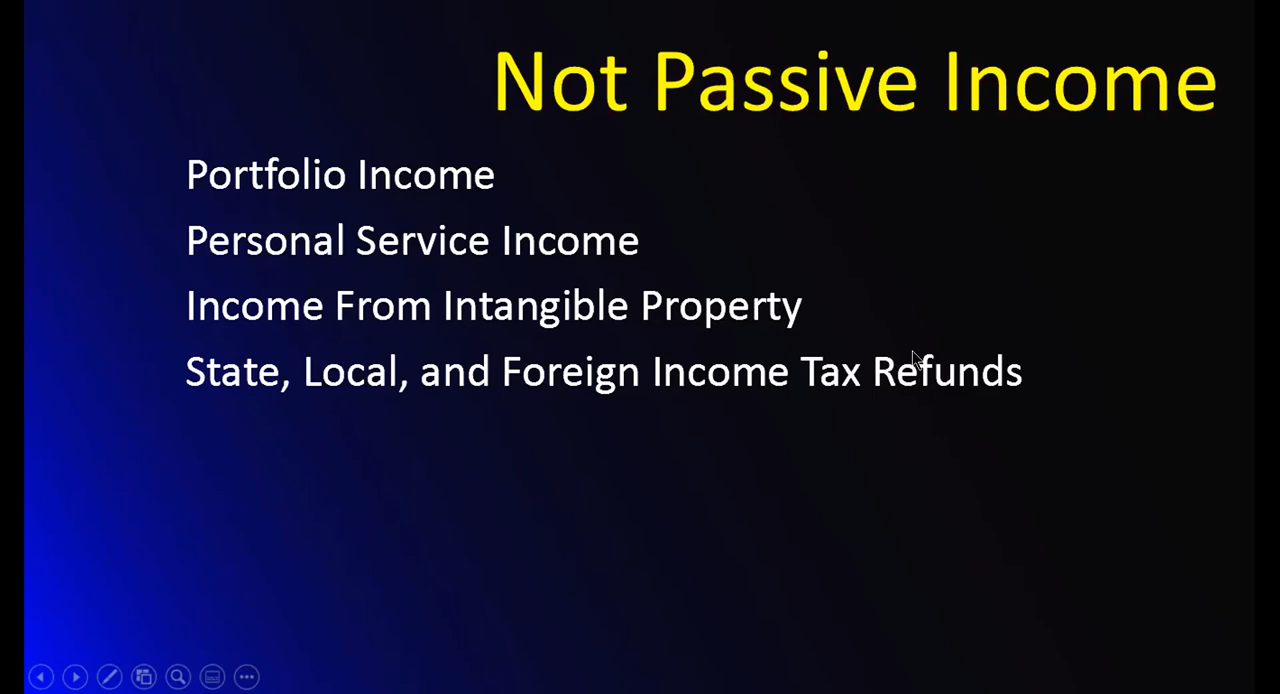 Not Passive Income
Portfolio Income
Personal Service Income
Income From Intangible Property
State, Local, and Foreign Income Tax Refunds